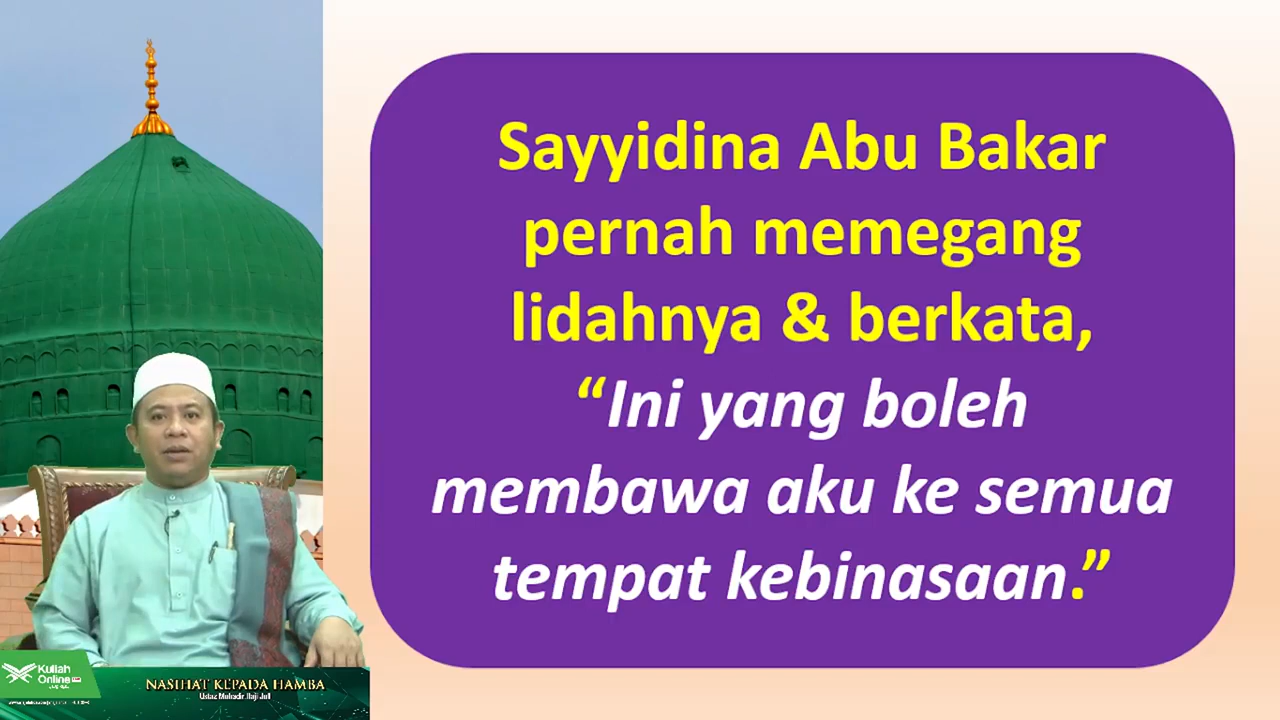 Sayyidina Abu Bakar
pernah memegang
lidahnya & berkata,
“Ini yang boleh
membawa aku ke semua
tempat kebinasaan.”
Kuliah
Online
NASIHAT KEPADA HAMBA